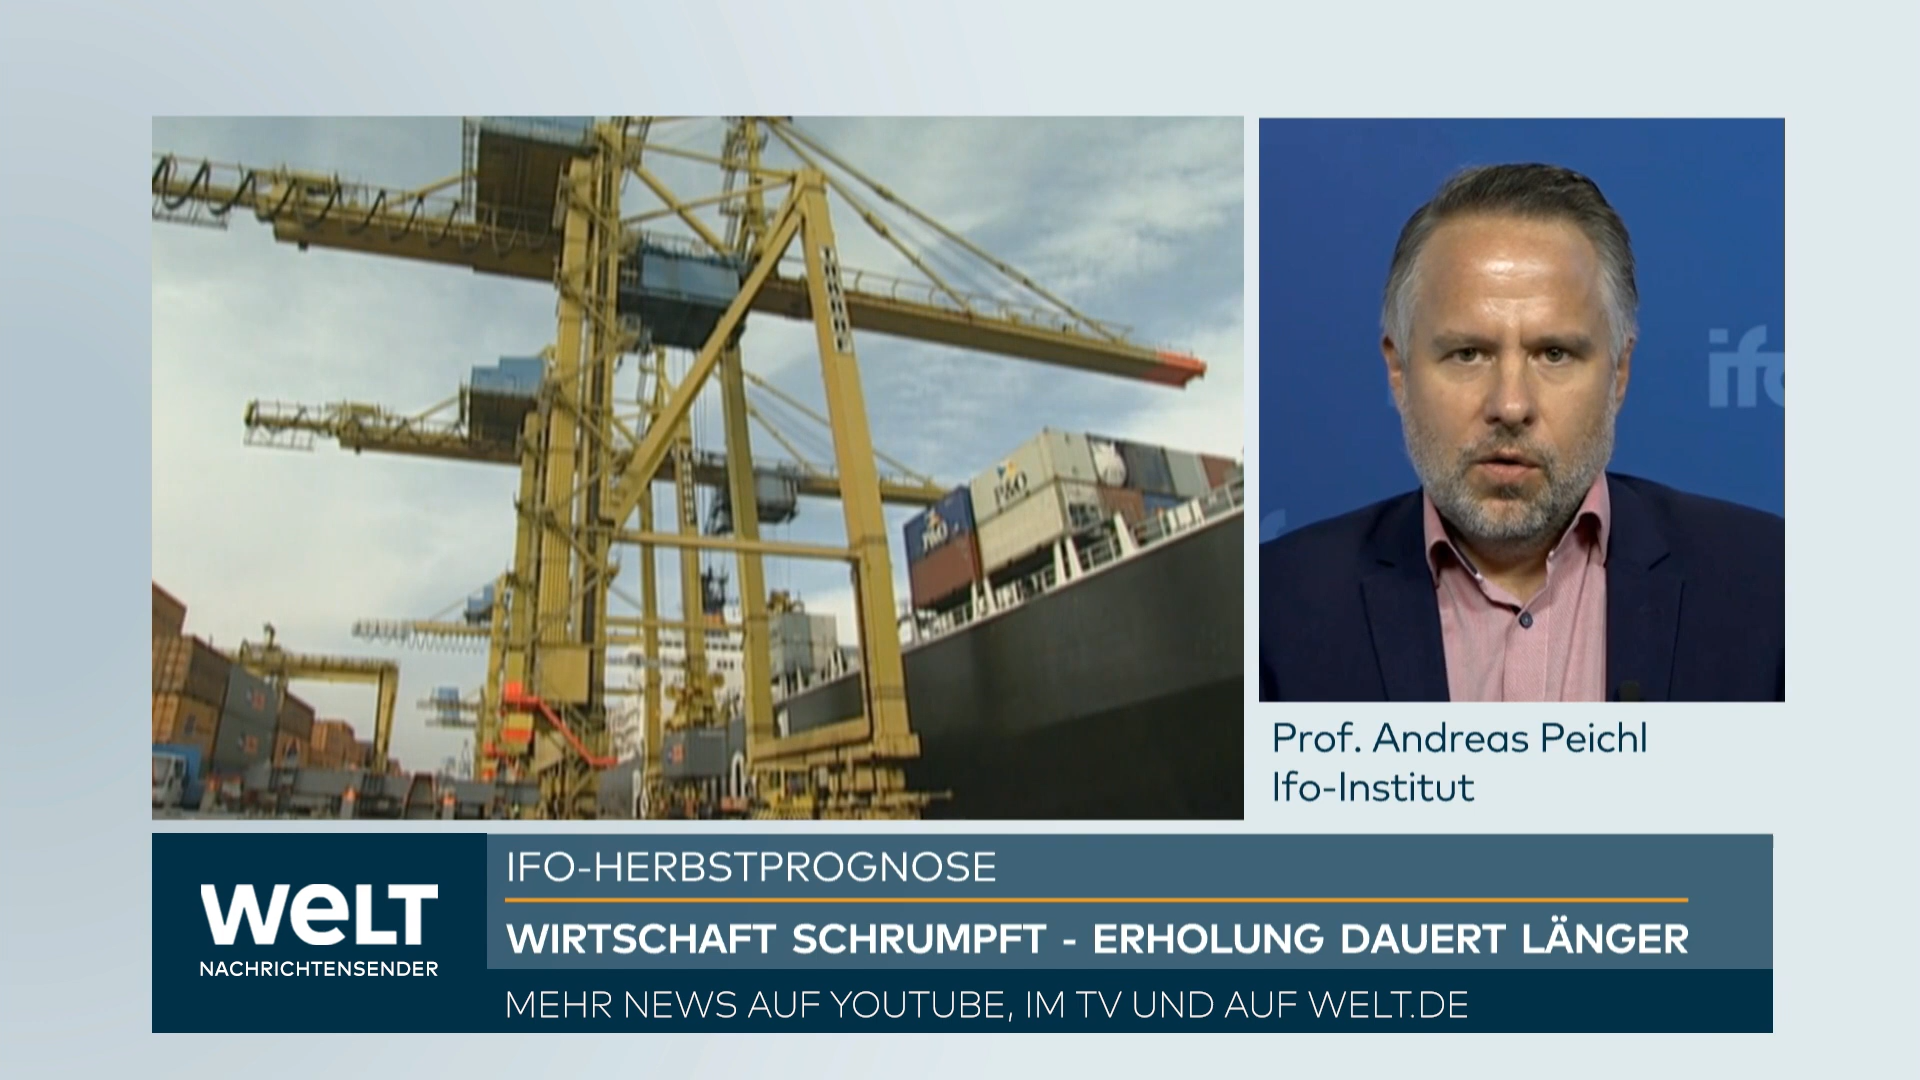 P&O
P&O
ifo
Prof. Andreas Peichl
Ifo-Institut
WELT
NACHRICHTENSENDER
IFO-HERBSTPROGNOSE
WIRTSCHAFT SCHRUMPFT - ERHOLUNG DAUERT LÄNGER
MEHR NEWS AUF YOUTUBE, IM TV UND AUF WELT.DE